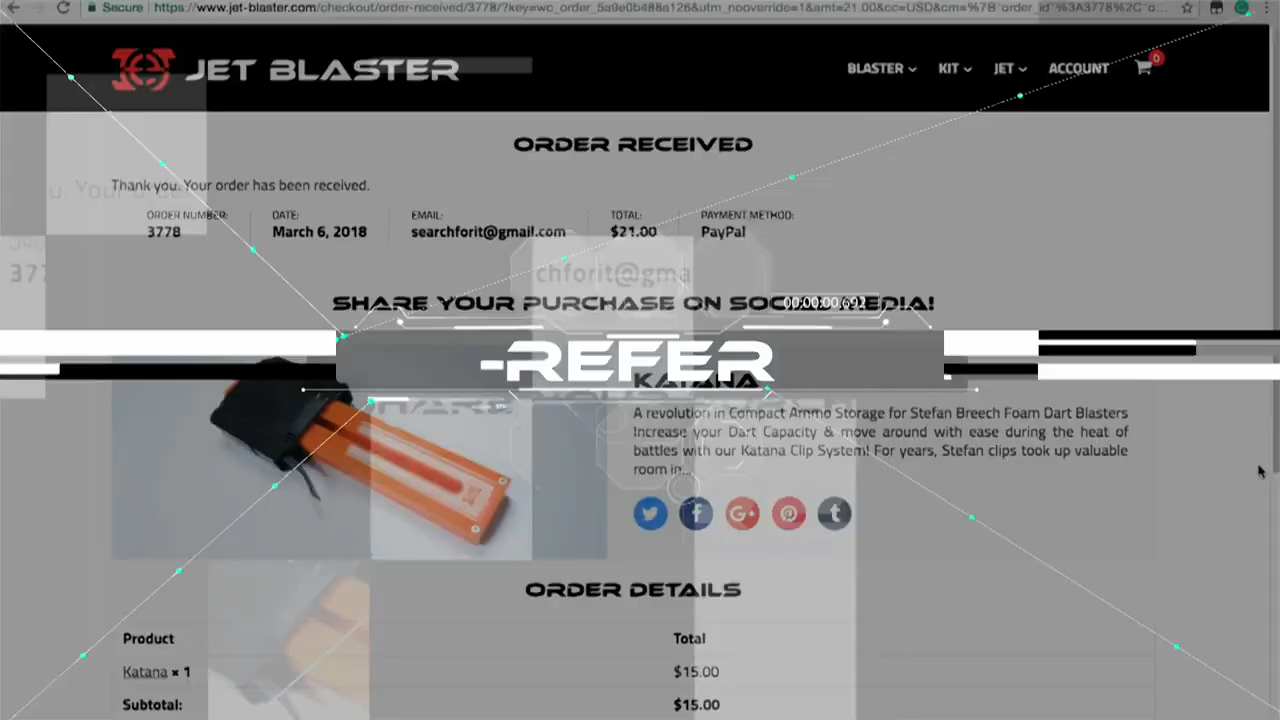 Secure https://www.jet-blaster.com/checkout/order-received/3778/?key=wc_order_5a9e0b488a126&utm_nooverride=1&amt=21.00&cc=USD&cm=%7B"order_id"%3A3778%2C"o...
JET BLASTER
BLASTER KIT JET ACCOUNT 0
ORDER RECEIVED
Thank you. Your order has been received.
ORDER NUMBER: DATE: EMAIL: TOTAL: PAYMENT METHOD:
3778 March 6, 2018 searchforit@gmail.com $21.00 PayPal
chforit@gma
SHARE YOUR PURCHASE ON SOCIAL MEDIA!
00:00:00.692
-REFER
KATANA
A revolution in Compact Ammo Storage for Stefan Breech Foam Dart Blasters
Increase your Dart Capacity & move around with ease during the heat of
battles with our Katana Clip System! For years, Stefan clips took up valuable
room in...
ORDER DETAILS
Product Total
Katana × 1 $15.00
Subtotal: $15.00